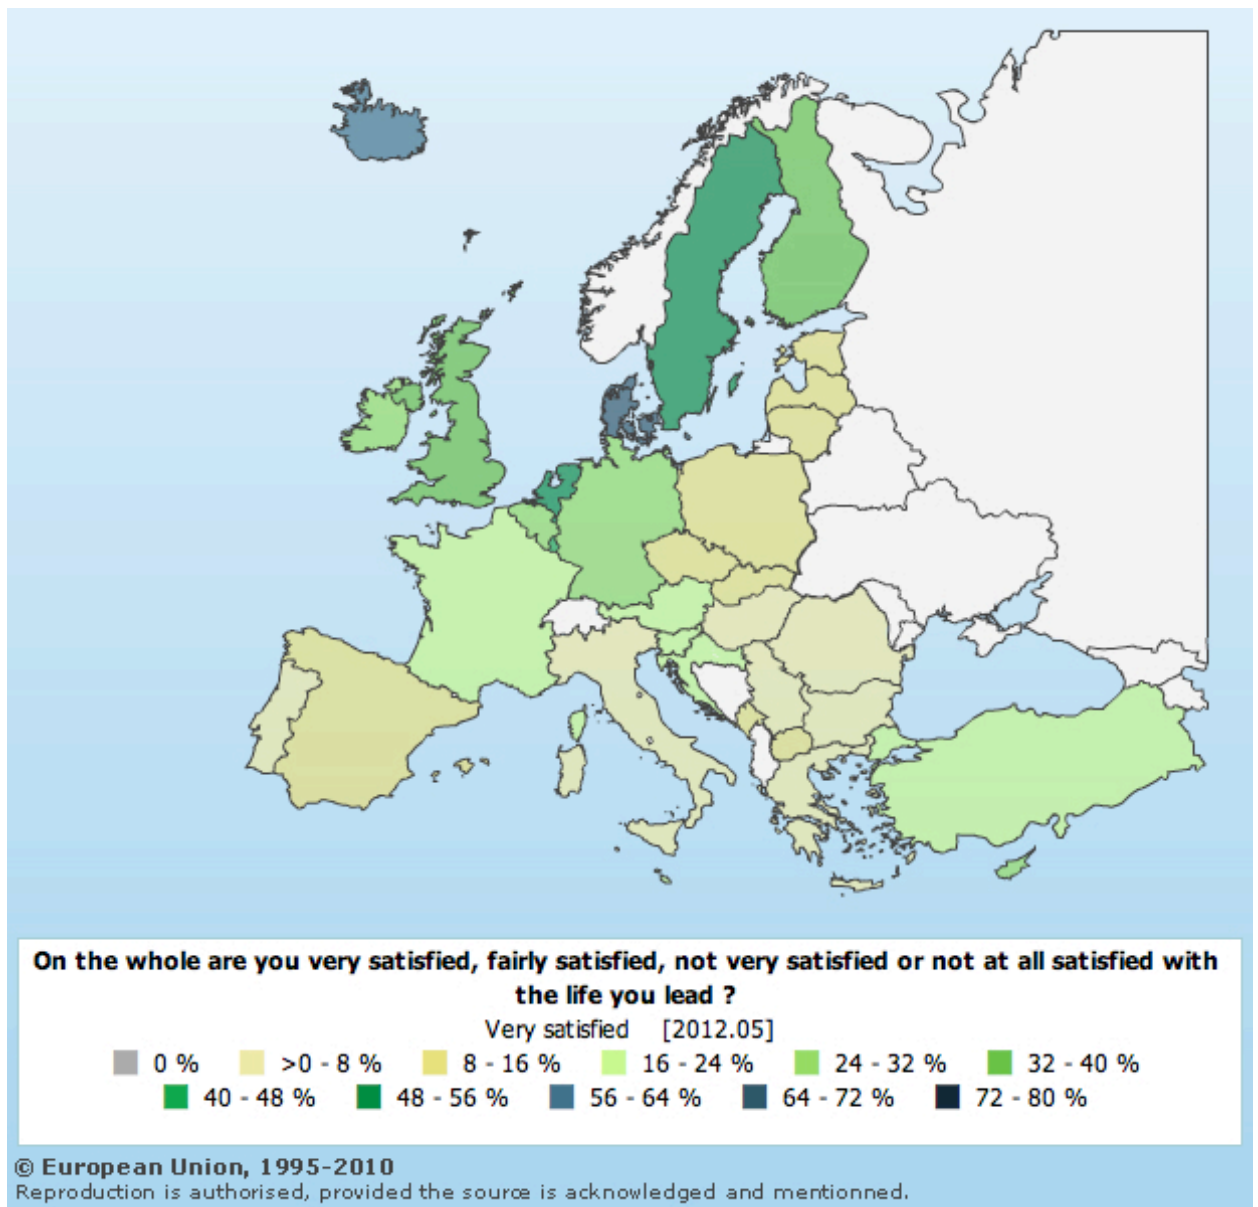 On the whole are you very satisfied, fairly satisfied, not very satisfied or not at all satisfied with
the life you lead ?
Very satisfied [2012.05]
0 % >0 - 8 % 8 - 16 % 16 - 24 % 24 - 32 % 32 - 40 %
40 - 48 % 48 - 56 % 56 - 64 % 64 - 72 % 72 - 80 %
© European Union, 1995-2010
Reproduction is authorised, provided the source is acknowledged and mentionned.